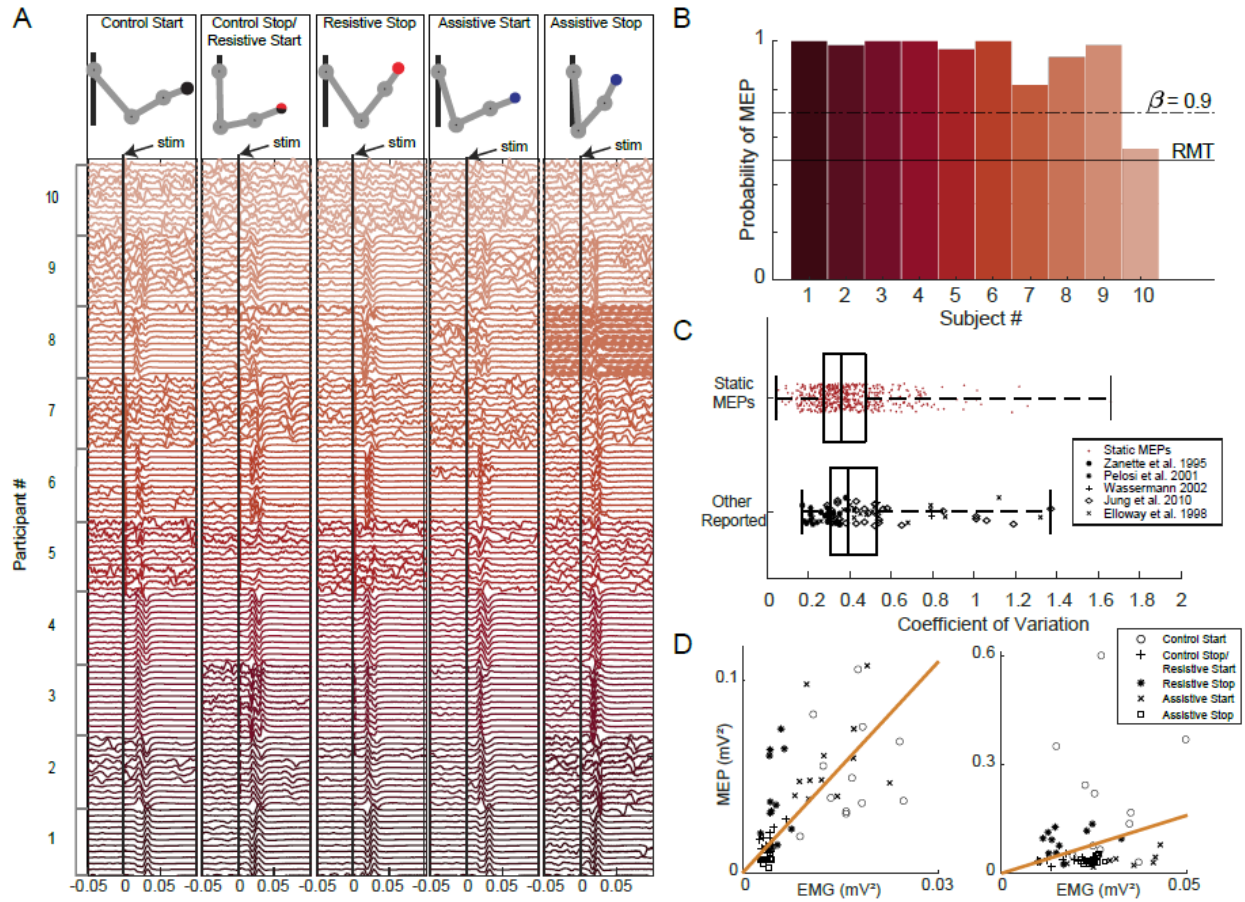 A
Control Start
Control Stop/
Resistive Start
Resistive Stop
Assistive Start
Assistive Stop
stim
stim
stim
stim
stim
Participant #
10
9
8
7
6
5
4
3
2
1
-0.05 0 0.05
-0.05 0 0.05
-0.05 0 0.05
-0.05 0 0.05
-0.05 0 0.05
B
Probability of MEP
1
0
β = 0.9
RMT
1 2 3 4 5 6 7 8 9 10
Subject #
C
Static
MEPs
Other
Reported
Static MEPs
Zanette et al. 1995
Pelosi et al. 2001
Wassermann 2002
Jung et al. 2010
Elloway et al. 1998
0 0.2 0.4 0.6 0.8 1 1.2 1.4 1.6 1.8 2
Coefficient of Variation
D
MEP (mV²)
0.1
0
0.03
EMG (mV²)
0.6
0.3
0
0 0.05
EMG (mV²)
Control Start
Control Stop/
Resistive Start
Resistive Stop
Assistive Start
Assistive Stop